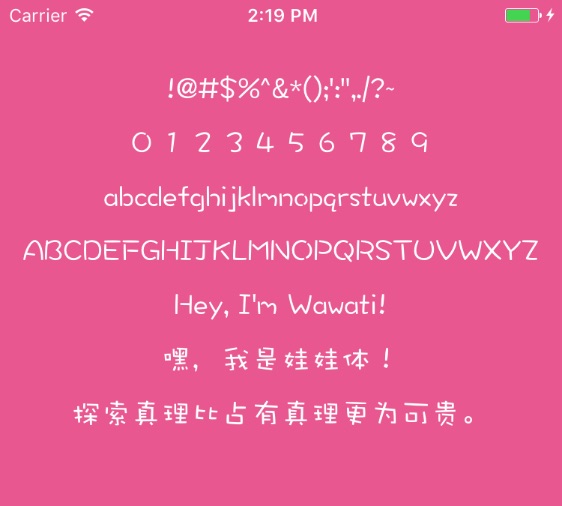 Carrier 2:19 PM
!@#$%^&*();':",./?~
0 1 2 3 4 5 6 7 8 9
abcdefghijklmnopqrstuvwxyz
ABCDEFGHIJKLMNOPQRSTUVWXYZ
Hey, I'm Wawati!
嘿，我是娃娃体！
探索真理比占有真理更为可贵。